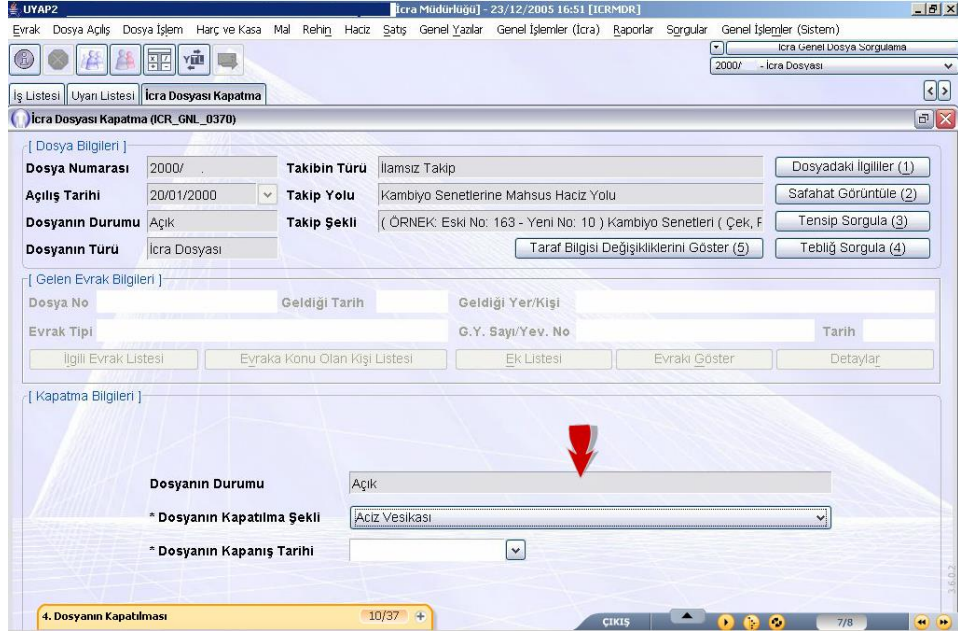 UYAP2 İcra Müdürlüğü] - 23/12/2005 16:51 [ICRMDR]
Evrak Dosya Açılış Dosya İşlem Harç ve Kasa Mal Rehin Haciz Satış Genel Yazılar Genel İşlemler (İcra) Raporlar Sorgular Genel İşlemler (Sistem)
İcra Genel Dosya Sorgulama
2000/ - İcra Dosyası
İş Listesi Uyarı Listesi İcra Dosyası Kapatma
İcra Dosyası Kapatma (ICR_GNL_0370)
[ Dosya Bilgileri ]
Dosya Numarası 2000/ . Takibin Türü İlamsız Takip Dosyadaki İlgililer (1)
Açılış Tarihi 20/01/2000 Takip Yolu Kambiyo Senetlerine Mahsus Haciz Yolu Safahat Görüntüle (2)
Dosyanın Durumu Açık Takip Şekli ( ÖRNEK: Eski No: 163 - Yeni No: 10 ) Kambiyo Senetleri ( Çek, F Tensip Sorgula (3)
Dosyanın Türü İcra Dosyası Taraf Bilgisi Değişikliklerini Göster (5) Tebliğ Sorgula (4)
[ Gelen Evrak Bilgileri ]
Dosya No Geldiği Tarih Geldiği Yer/Kişi
Evrak Tipi G.Y. Sayı/Yev. No Tarih
İlgili Evrak Listesi Evraka Konu Olan Kişi Listesi Ek Listesi Evrakı Göster Detaylar
[ Kapatma Bilgileri ]
Dosyanın Durumu Açık
* Dosyanın Kapatılma Şekli Aciz Vesikası
* Dosyanın Kapanış Tarihi
3.6.0.2
4. Dosyanın Kapatılması 10/37 + ÇIKIŞ 7/8